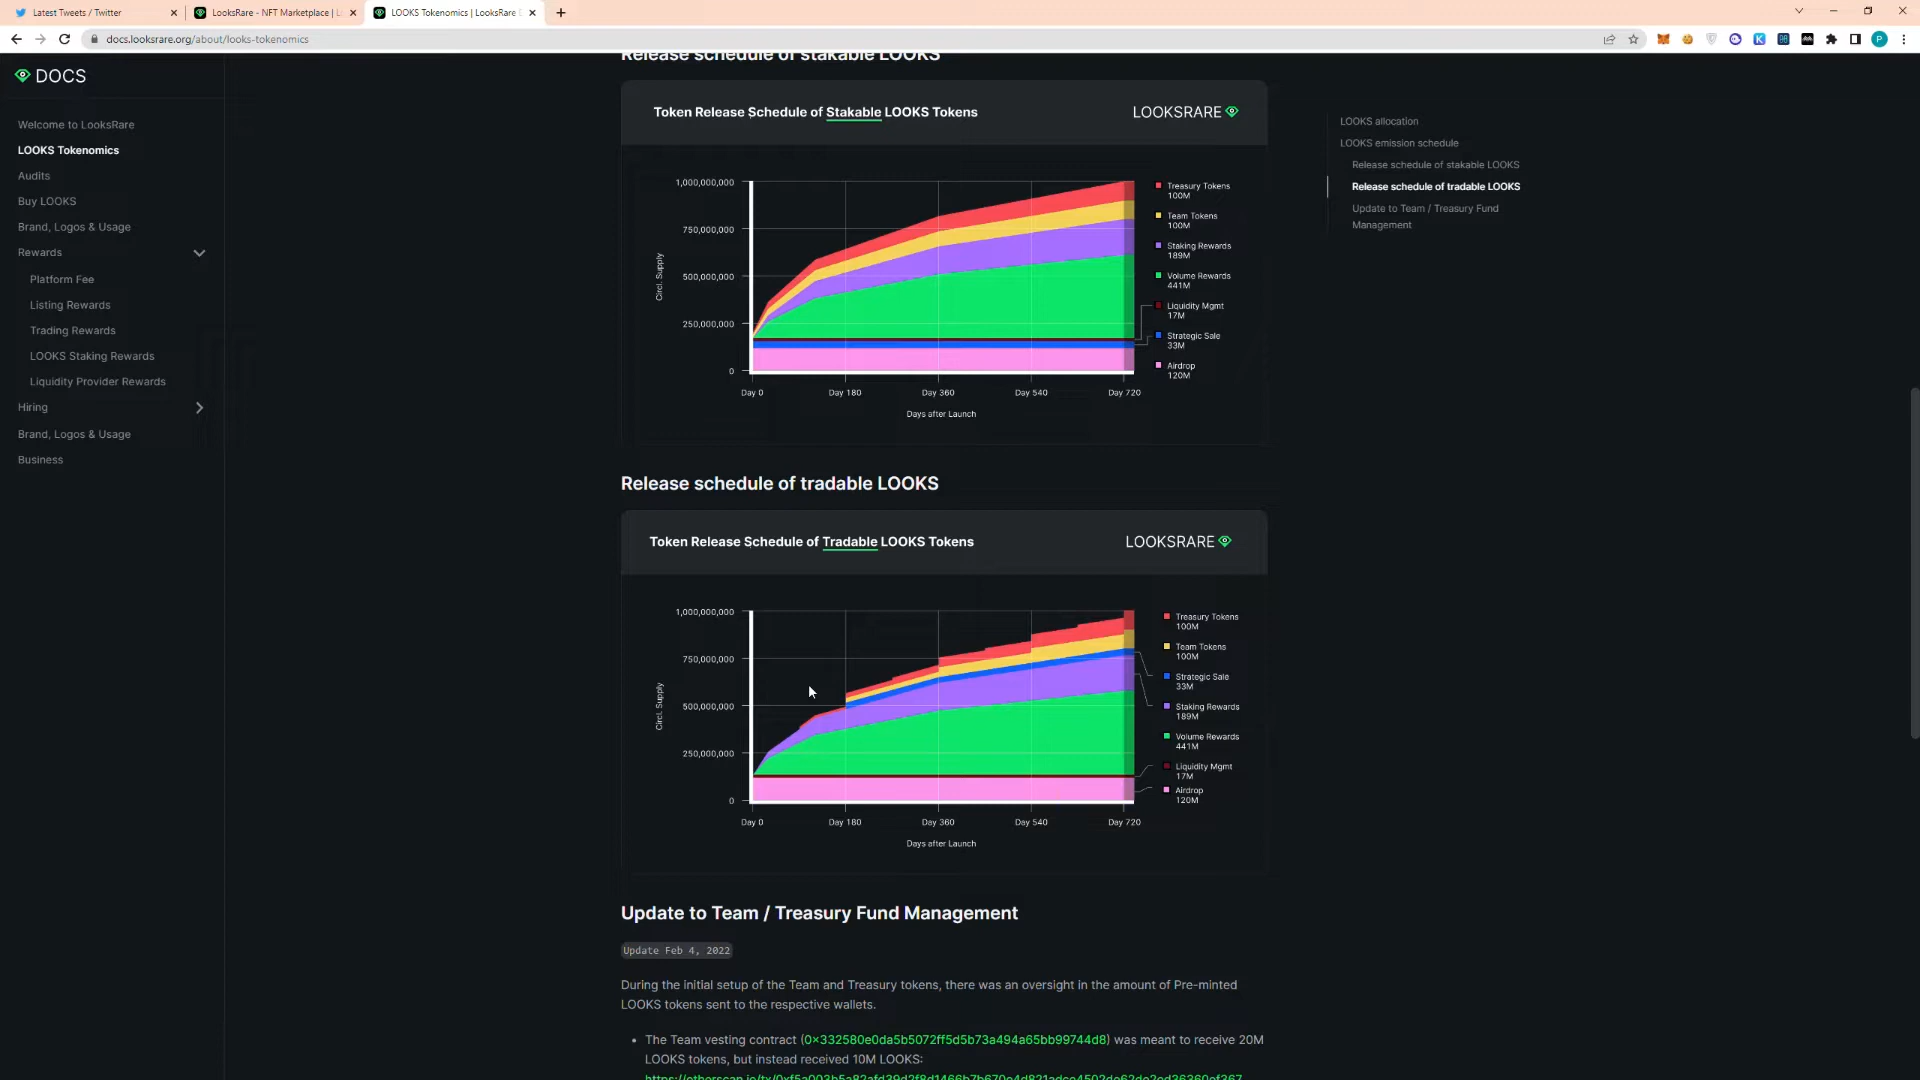 Latest Tweets / Twitter
LooksRare - NFT Marketplace | L
LOOKS Tokenomics | LooksRare
docs.looksrare.org/about/looks-tokenomics
P
DOCS
Welcome to LooksRare
LOOKS Tokenomics
Audits
Buy LOOKS
Brand, Logos & Usage
Rewards
Platform Fee
Listing Rewards
Trading Rewards
LOOKS Staking Rewards
Liquidity Provider Rewards
Hiring
Brand, Logos & Usage
Business
Release schedule of stakable LOOKS
Token Release Schedule of Stakable LOOKS Tokens
LOOKSRARE
1,000,000,000
750,000,000
500,000,000
250,000,000
0
Circl. Supply
Day 0
Day 180
Day 360
Day 540
Day 720
Days after Launch
Treasury Tokens
100M
Team Tokens
100M
Staking Rewards
189M
Volume Rewards
441M
Liquidity Mgmt
17M
Strategic Sale
33M
Airdrop
120M
Release schedule of tradable LOOKS
Token Release Schedule of Tradable LOOKS Tokens
LOOKSRARE
1,000,000,000
750,000,000
500,000,000
250,000,000
0
Circl. Supply
Day 0
Day 180
Day 360
Day 540
Day 720
Days after Launch
Treasury Tokens
100M
Team Tokens
100M
Strategic Sale
33M
Staking Rewards
189M
Volume Rewards
441M
Liquidity Mgmt
17M
Airdrop
120M
Update to Team / Treasury Fund Management
Update Feb 4, 2022
During the initial setup of the Team and Treasury tokens, there was an oversight in the amount of Pre-minted
LOOKS tokens sent to the respective wallets.
The Team vesting contract (0x332580e0da5b5072ff5d5b73a494a65bb99744d8) was meant to receive 20M
LOOKS tokens, but instead received 10M LOOKS:
LOOKS allocation
LOOKS emission schedule
Release schedule of stakable LOOKS
Release schedule of tradable LOOKS
Update to Team / Treasury Fund
Management